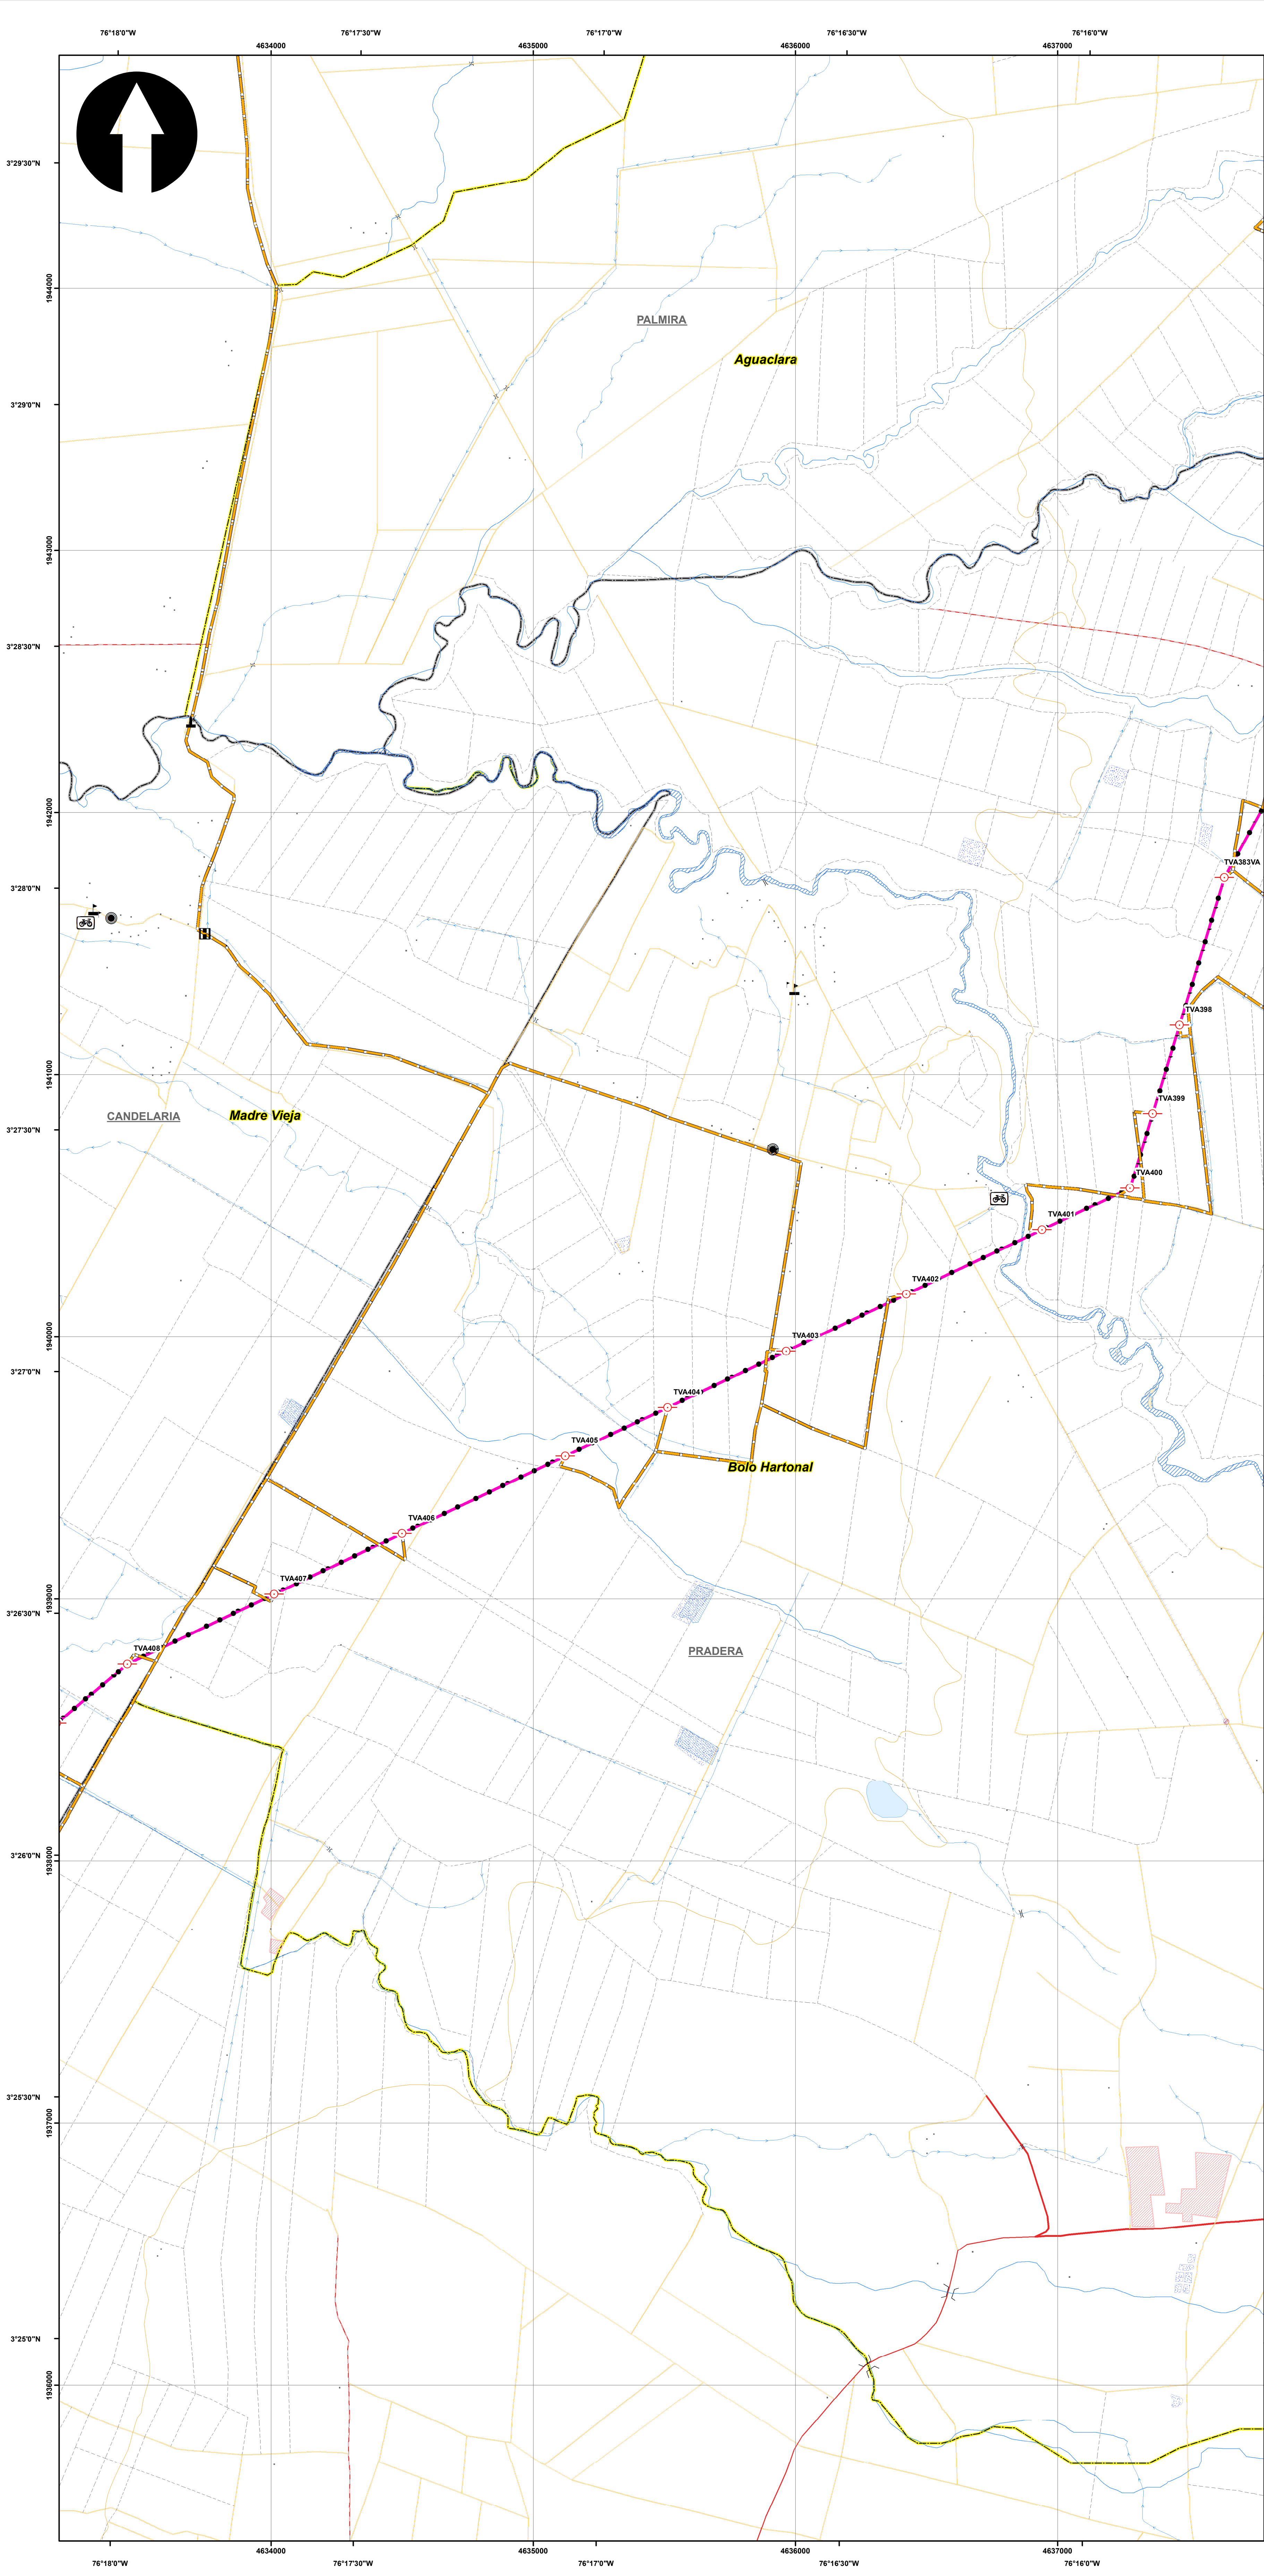 76°18'0"W
76°17'30"W
76°17'0"W
76°16'30"W
76°16'0"W
4634000
4635000
4636000
4637000
3°29'30"N
1944000
PALMIRA
Aguaclara
3°29'0"N
1943000
3°28'30"N
1942000
TVA383VA
3°28'0"N
H
TVA398
1941000
TVA399
CANDELARIA
Madre Vieja
3°27'30"N
TVA400
TVA401
TVA402
1940000
TVA403
3°27'0"N
TVA404
TVA405
Bolo Hartonal
TVA406
TVA407
1939000
3°26'30"N
TVA408
PRADERA
3°26'0"N
1938000
3°25'30"N
1937000
3°25'0"N
1936000
4634000
4635000
4636000
4637000
76°18'0"W
76°17'30"W
76°17'0"W
76°16'30"W
76°16'0"W